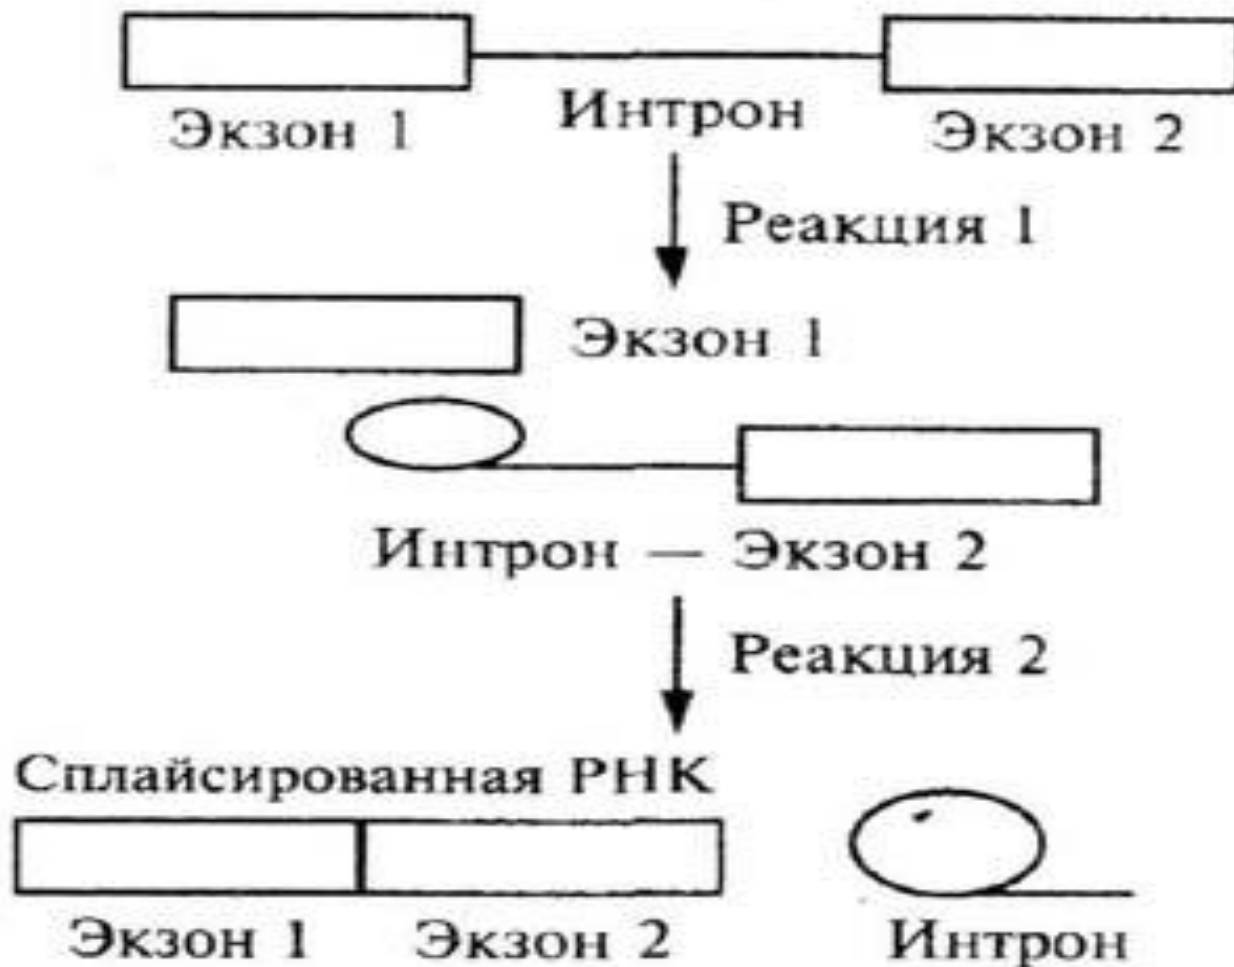 Экзон 1 Интрон Экзон 2
Реакция 1
Экзон 1
Интрон — Экзон 2
Реакция 2
Сплайсированная РНК
Экзон 1 Экзон 2 Интрон